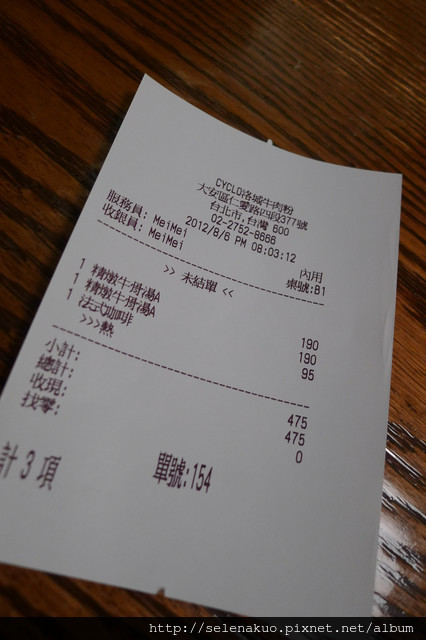 CYCLO洛城牛肉粉
大安區仁愛路四段377號
台北市,台灣 600
02-2752-8666
服務員: MeiMei 2012/8/6 PM 08:03:12
收銀員: MeiMei 內用
桌號:B1
>> 未結單 <<
1 精燉牛掛湯A 190
1 精燉牛掛湯A 190
1 法式咖啡 95
>>>熱
小計: 475
總計: 475
收現: 0
找零:
計 3 項 單號:154
http://selenakuo.pixnet.net/album